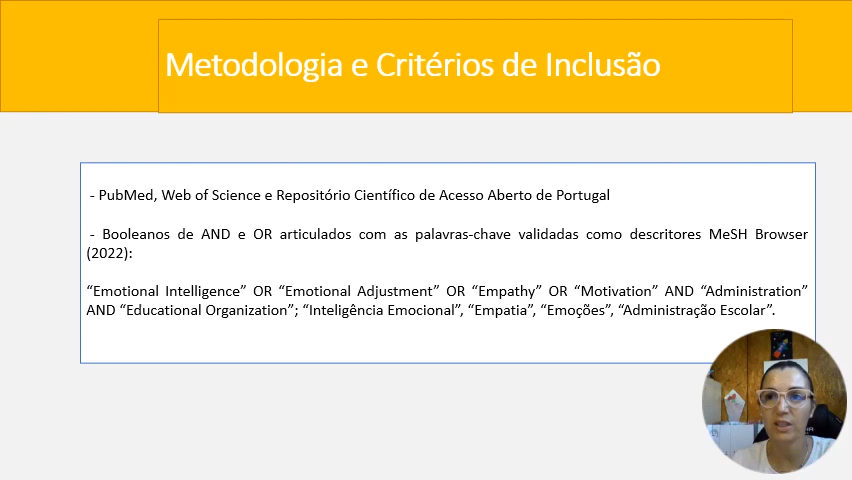 Metodologia e Critérios de Inclusão
- PubMed, Web of Science e Repositório Científico de Acesso Aberto de Portugal
- Booleanos de AND e OR articulados com as palavras-chave validadas como descritores MeSH Browser
(2022):
“Emotional Intelligence” OR “Emotional Adjustment” OR “Empathy” OR “Motivation” AND “Administration”
AND “Educational Organization”; “Inteligência Emocional”, “Empatia”, “Emoções”, “Administração Escolar”.